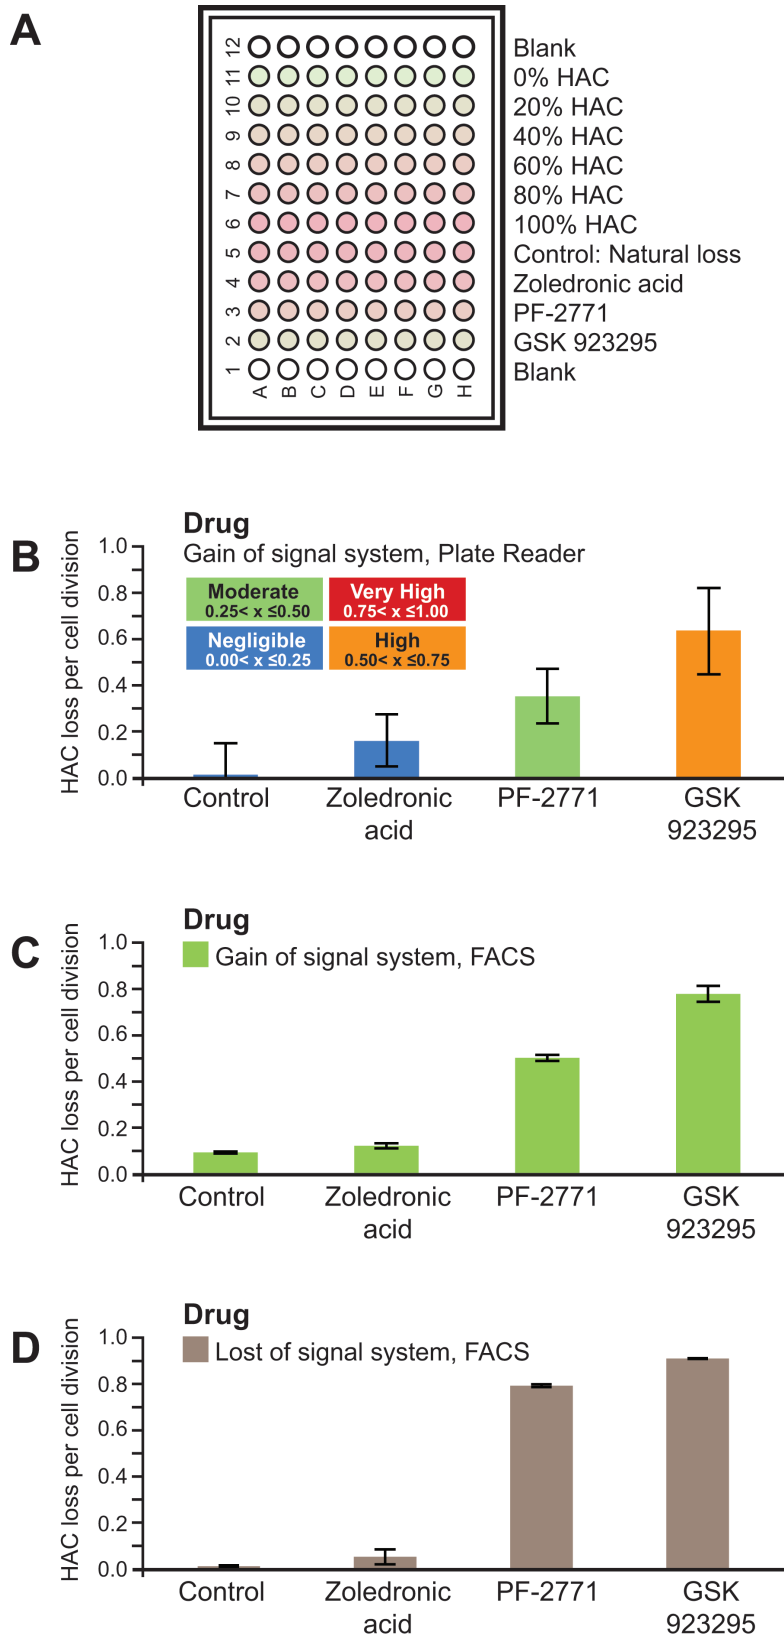 A
12
Blank
11
0% HAC
10
20% HAC
9
40% HAC
8
60% HAC
7
80% HAC
6
100% HAC
5
Control: Natural loss
4
Zoledronic acid
3
PF-2771
2
GSK 923295
1
Blank
A B C D E F G H
B
Drug
Gain of signal system, Plate Reader
Moderate
0.25< x ≤0.50
Very High
0.75< x ≤1.00
Negligible
0.00< x ≤0.25
High
0.50< x ≤0.75
HAC loss per cell division
1.0
0.8
0.6
0.4
0.2
0.0
Control
Zoledronic
acid
PF-2771
GSK
923295
C
Drug
Gain of signal system, FACS
HAC loss per cell division
1.0
0.8
0.6
0.4
0.2
0.0
Control
Zoledronic
acid
PF-2771
GSK
923295
D
Drug
Lost of signal system, FACS
HAC loss per cell division
1.0
0.8
0.6
0.4
0.2
0.0
Control
Zoledronic
acid
PF-2771
GSK
923295